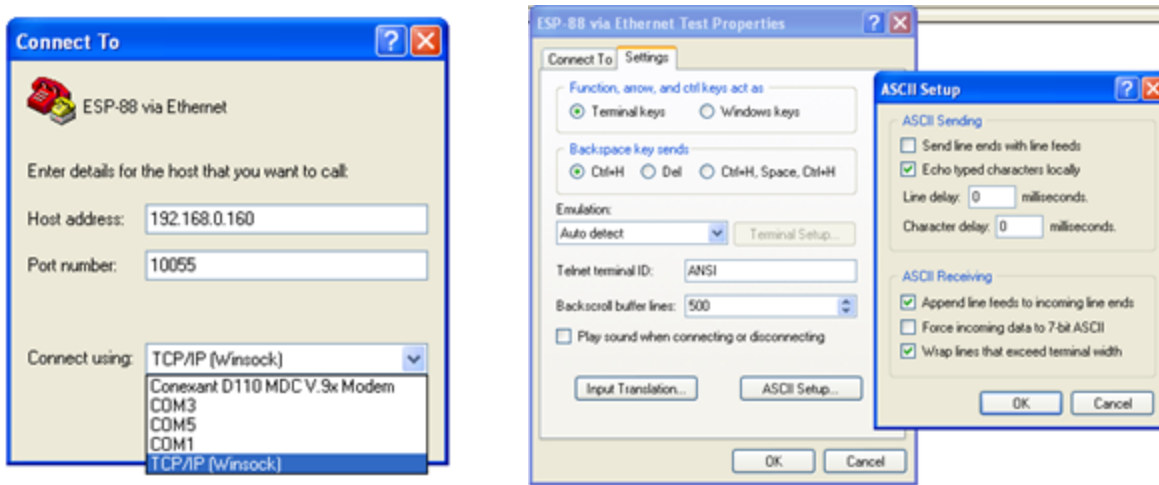 Connect To
ESP-88 via Ethernet
Enter details for the host that you want to call:
Host address: 192.168.0.160
Port number: 10055
Connect using: TCP/IP (Winsock)
Conexant D110 MDC V.9x Modem
COM3
COM5
COM1
TCP/IP (Winsock)
ESP-88 via Ethernet Test Properties
Connect To Settings
Function, arrow, and ctrl keys act as
Terminal keys Windows keys
Backspace key sends
Ctrl+H Del Ctrl+H, Space, Ctrl+H
Emulation:
Auto detect Terminal Setup...
Telnet terminal ID: ANSI
Backscroll buffer lines: 500
Play sound when connecting or disconnecting
Input Translation... ASCII Setup...
OK Cancel
ASCII Setup
ASCII Sending
Send line ends with line feeds
Echo typed characters locally
Line delay: 0 milliseconds.
Character delay: 0 milliseconds.
ASCII Receiving
Append line feeds to incoming line ends
Force incoming data to 7-bit ASCII
Wrap lines that exceed terminal width
OK Cancel